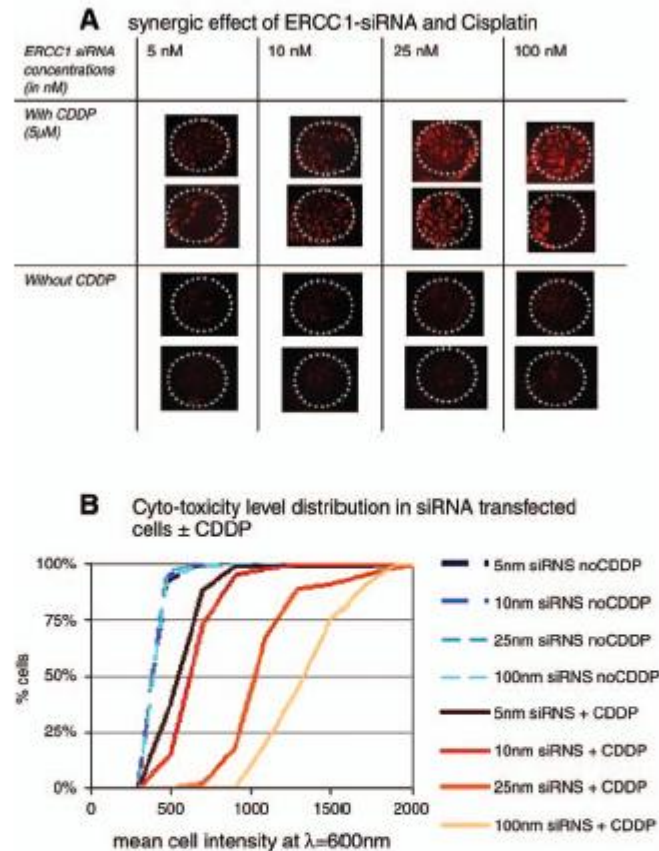 A synergic effect of ERCC1-siRNA and Cisplatin
ERCC1 siRNA
concentrations
(in nM)
5 nM
10 nM
25 nM
100 nM
With CDDP
(5µM)
Without CDDP
B Cyto-toxicity level distribution in siRNA transfected
cells ± CDDP
100%
75%
50%
25%
0%
% cells
0
500
1000
1500
2000
mean cell intensity at λ=600nm
5nm siRNS noCDDP
10nm siRNS noCDDP
25nm siRNS noCDDP
100nm siRNS noCDDP
5nm siRNS + CDDP
10nm siRNS + CDDP
25nm siRNS + CDDP
100nm siRNS + CDDP